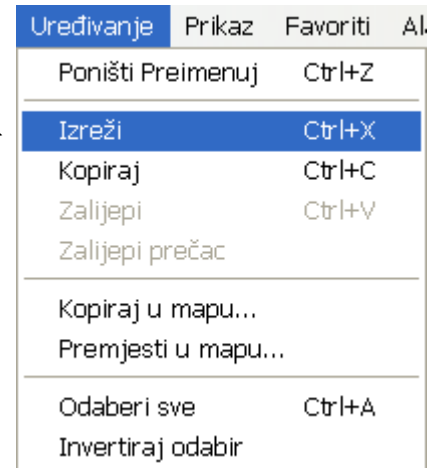 Uređivanje Prikaz Favoriti
Poništi Preimenuj Ctrl+Z
Izreži Ctrl+X
Kopiraj Ctrl+C
Zalijepi Ctrl+V
Zalijepi prečac
Kopiraj u mapu...
Premjesti u mapu...
Odaberi sve Ctrl+A
Invertiraj odabir